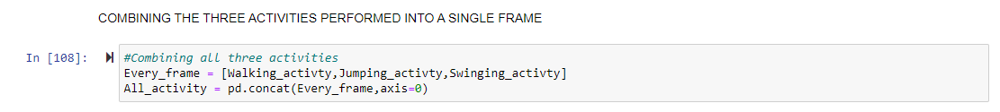 COMBINING THE THREE ACTIVITIES PERFORMED INTO A SINGLE FRAME
In [108]: #Combining all three activities
Every_frame = [Walking_activty,Jumping_activty,Swinging_activty]
All_activity = pd.concat(Every_frame,axis=0)